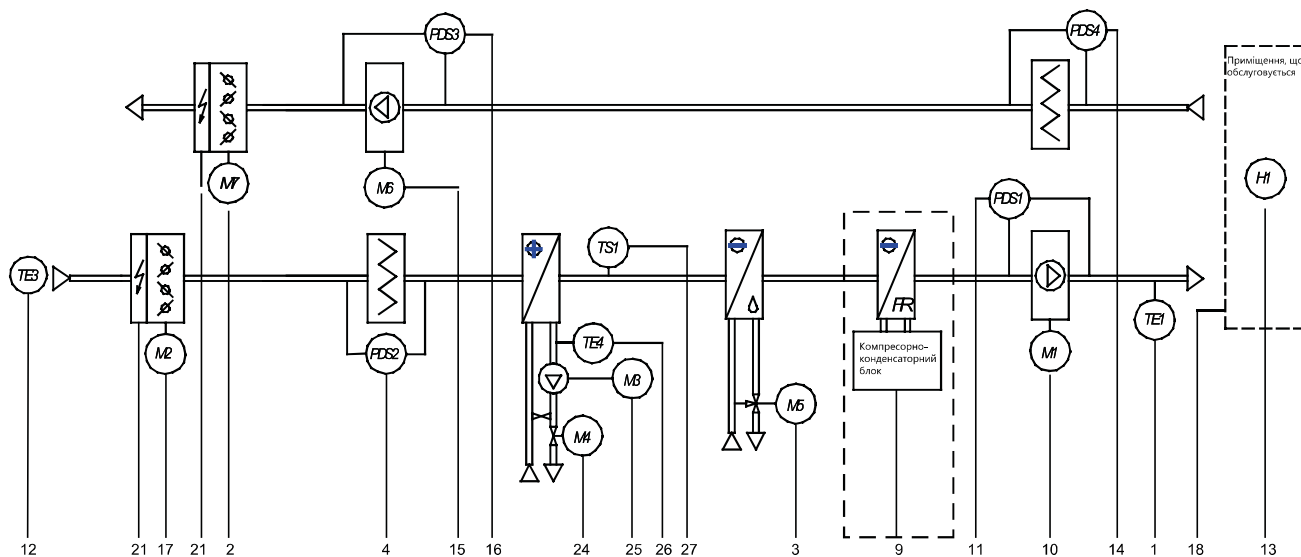 PDS3
PDS4
Приміщення, що
обслуговується
M7
M6
H1
PDS1
TE3
TS1
FR
TE1
M2
PDS2
TE4
Компресорно-
конденсаторний
блок
M1
M3
M5
M4
12 21 17 21 2 4 15 16 24 25 26 27 3 9 11 10 14 1 18 13